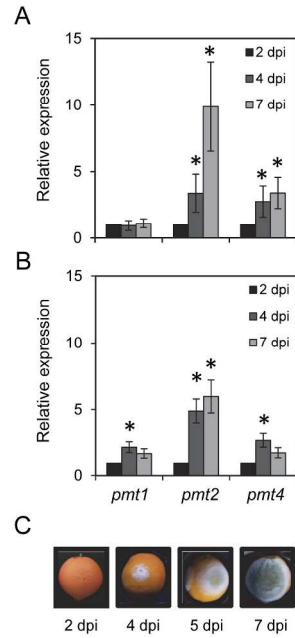 A
15
10
5
0
Relative expression
2 dpi
4 dpi
7 dpi
*
*
*
*
B
15
10
5
0
Relative expression
2 dpi
4 dpi
7 dpi
*
*
*
*
pmt1 pmt2 pmt4
C
2 dpi 4 dpi 5 dpi 7 dpi